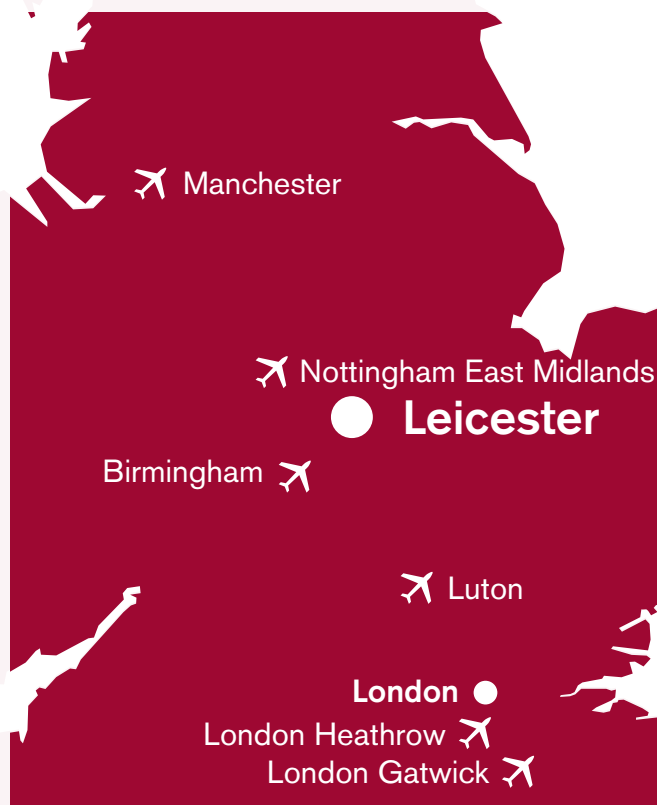 Manchester
Nottingham East Midlands
Leicester
Birmingham
Luton
London
London Heathrow
London Gatwick